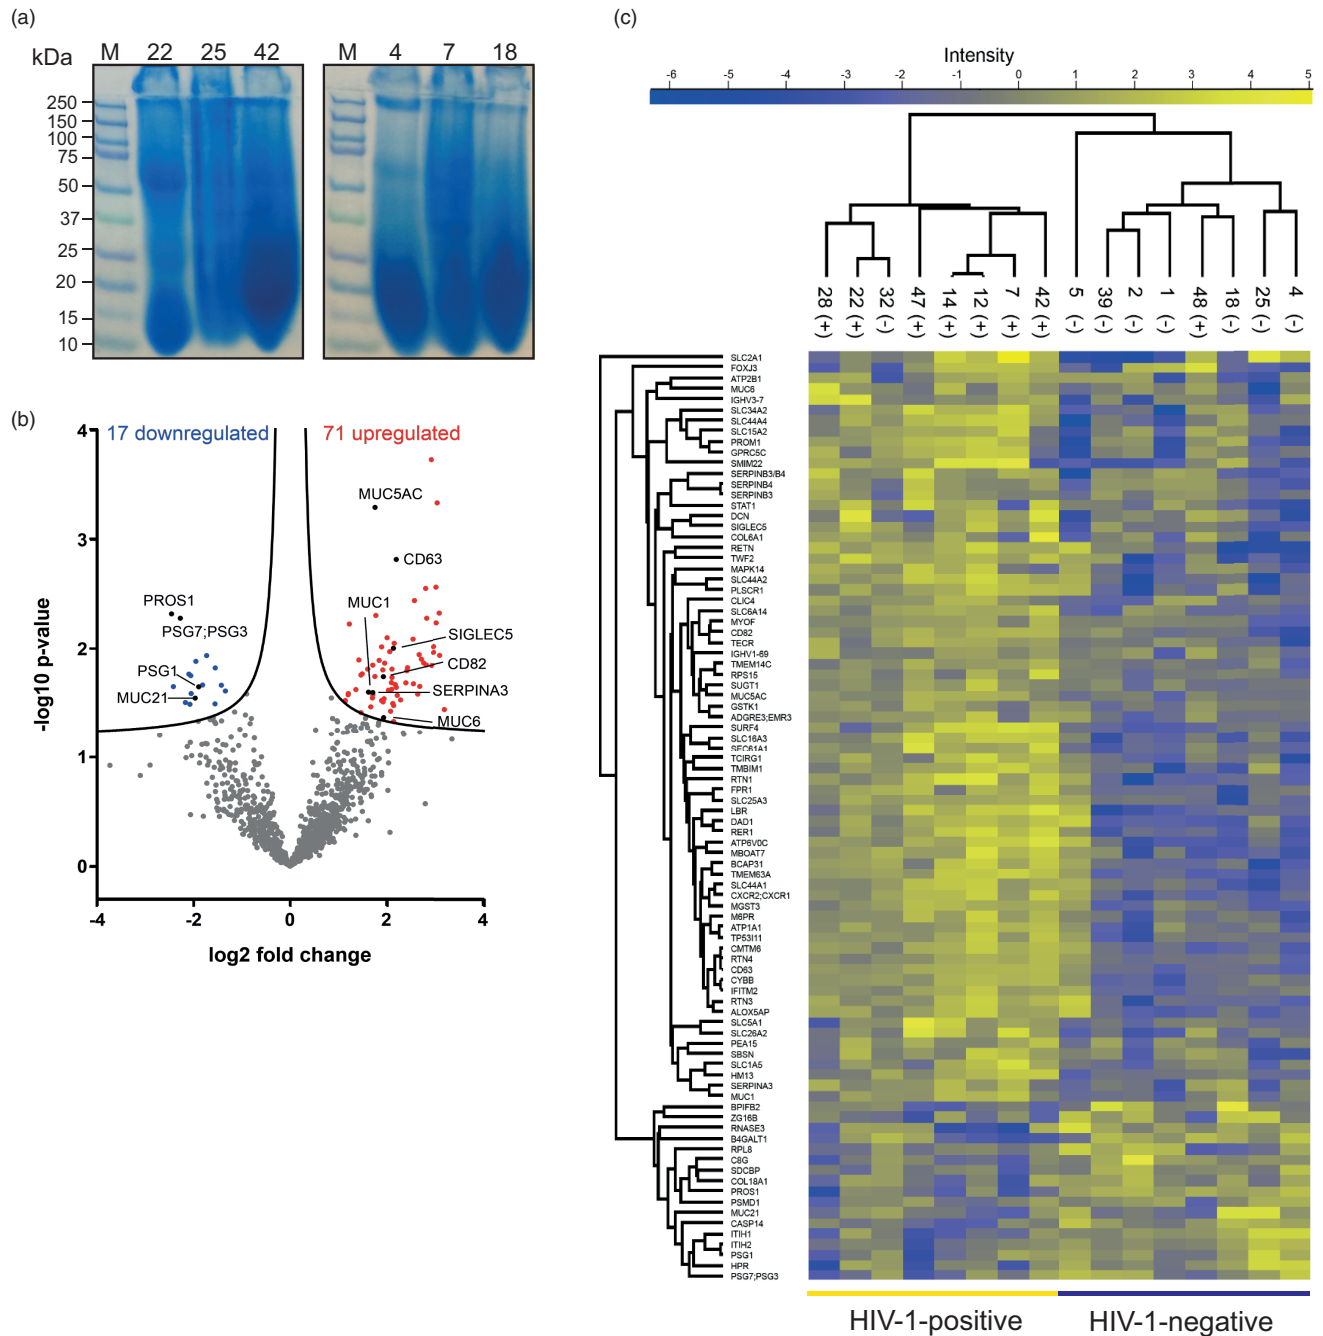 (a)
kDa M 22 25 42
250
150
100
75
50
37
25
20
15
10
M 4 7 18
(b)
17 downregulated 71 upregulated
4
3
2
1
0
-log10 p-value
MUC5AC
CD63
PROS1
MUC1
PSG7;PSG3
SIGLEC5
PSG1
CD82
MUC21
SERPINA3
MUC6
-4 -2 0 2 4
log2 fold change
(c)
Intensity
-6 -5 -4 -3 -2 -1 0 1 2 3 4 5
28 (+)
22 (+)
32 (-)
47 (+)
14 (+)
12 (+)
7 (+)
42 (+)
5 (-)
39 (-)
2 (-)
1 (-)
48 (+)
18 (-)
25 (-)
4 (-)
SLC2A1
FOXJ3
ATP2B1
MUC6
IGHV3-7
SLC34A2
SLC44A4
SLC15A2
PROM1
GPRC5C
SMIM22
SERPINB3/B4
SERPINB4
SERPINB3
STAT1
DCN
SIGLEC5
COL6A1
RETN
TWF2
MAPK14
SLC44A2
PLSCR1
CLIC4
SLC6A14
MYOF
CD82
TECR
IGHV1-69
TMEM14C
RPS15
SUGT1
MUC5AC
GSTK1
ADGRE3;EMR3
SURF4
SLC16A3
SEC61A1
TCIRG1
TMBIM1
RTN1
FPR1
SLC25A3
LBR
DAD1
RER1
ATP6V0C
MBOAT7
BCAP31
TMEM63A
SLC44A1
CXCR2;CXCR1
MGST3
M6PR
ATP1A1
TP53I11
CMTM6
RTN4
CD63
CYBB
IFITM2
RTN3
ALOX5AP
SLC5A1
SLC26A2
PEA15
SBSN
SLC1A5
HM13
SERPINA3
MUC1
BPIFB2
ZG16B
RNASE3
B4GALT1
RPL8
C8G
SDCBP
COL18A1
PROS1
PSMD1
MUC21
CASP14
ITIH1
ITIH2
PSG1
HPR
PSG7;PSG3
HIV-1-positive HIV-1-negative